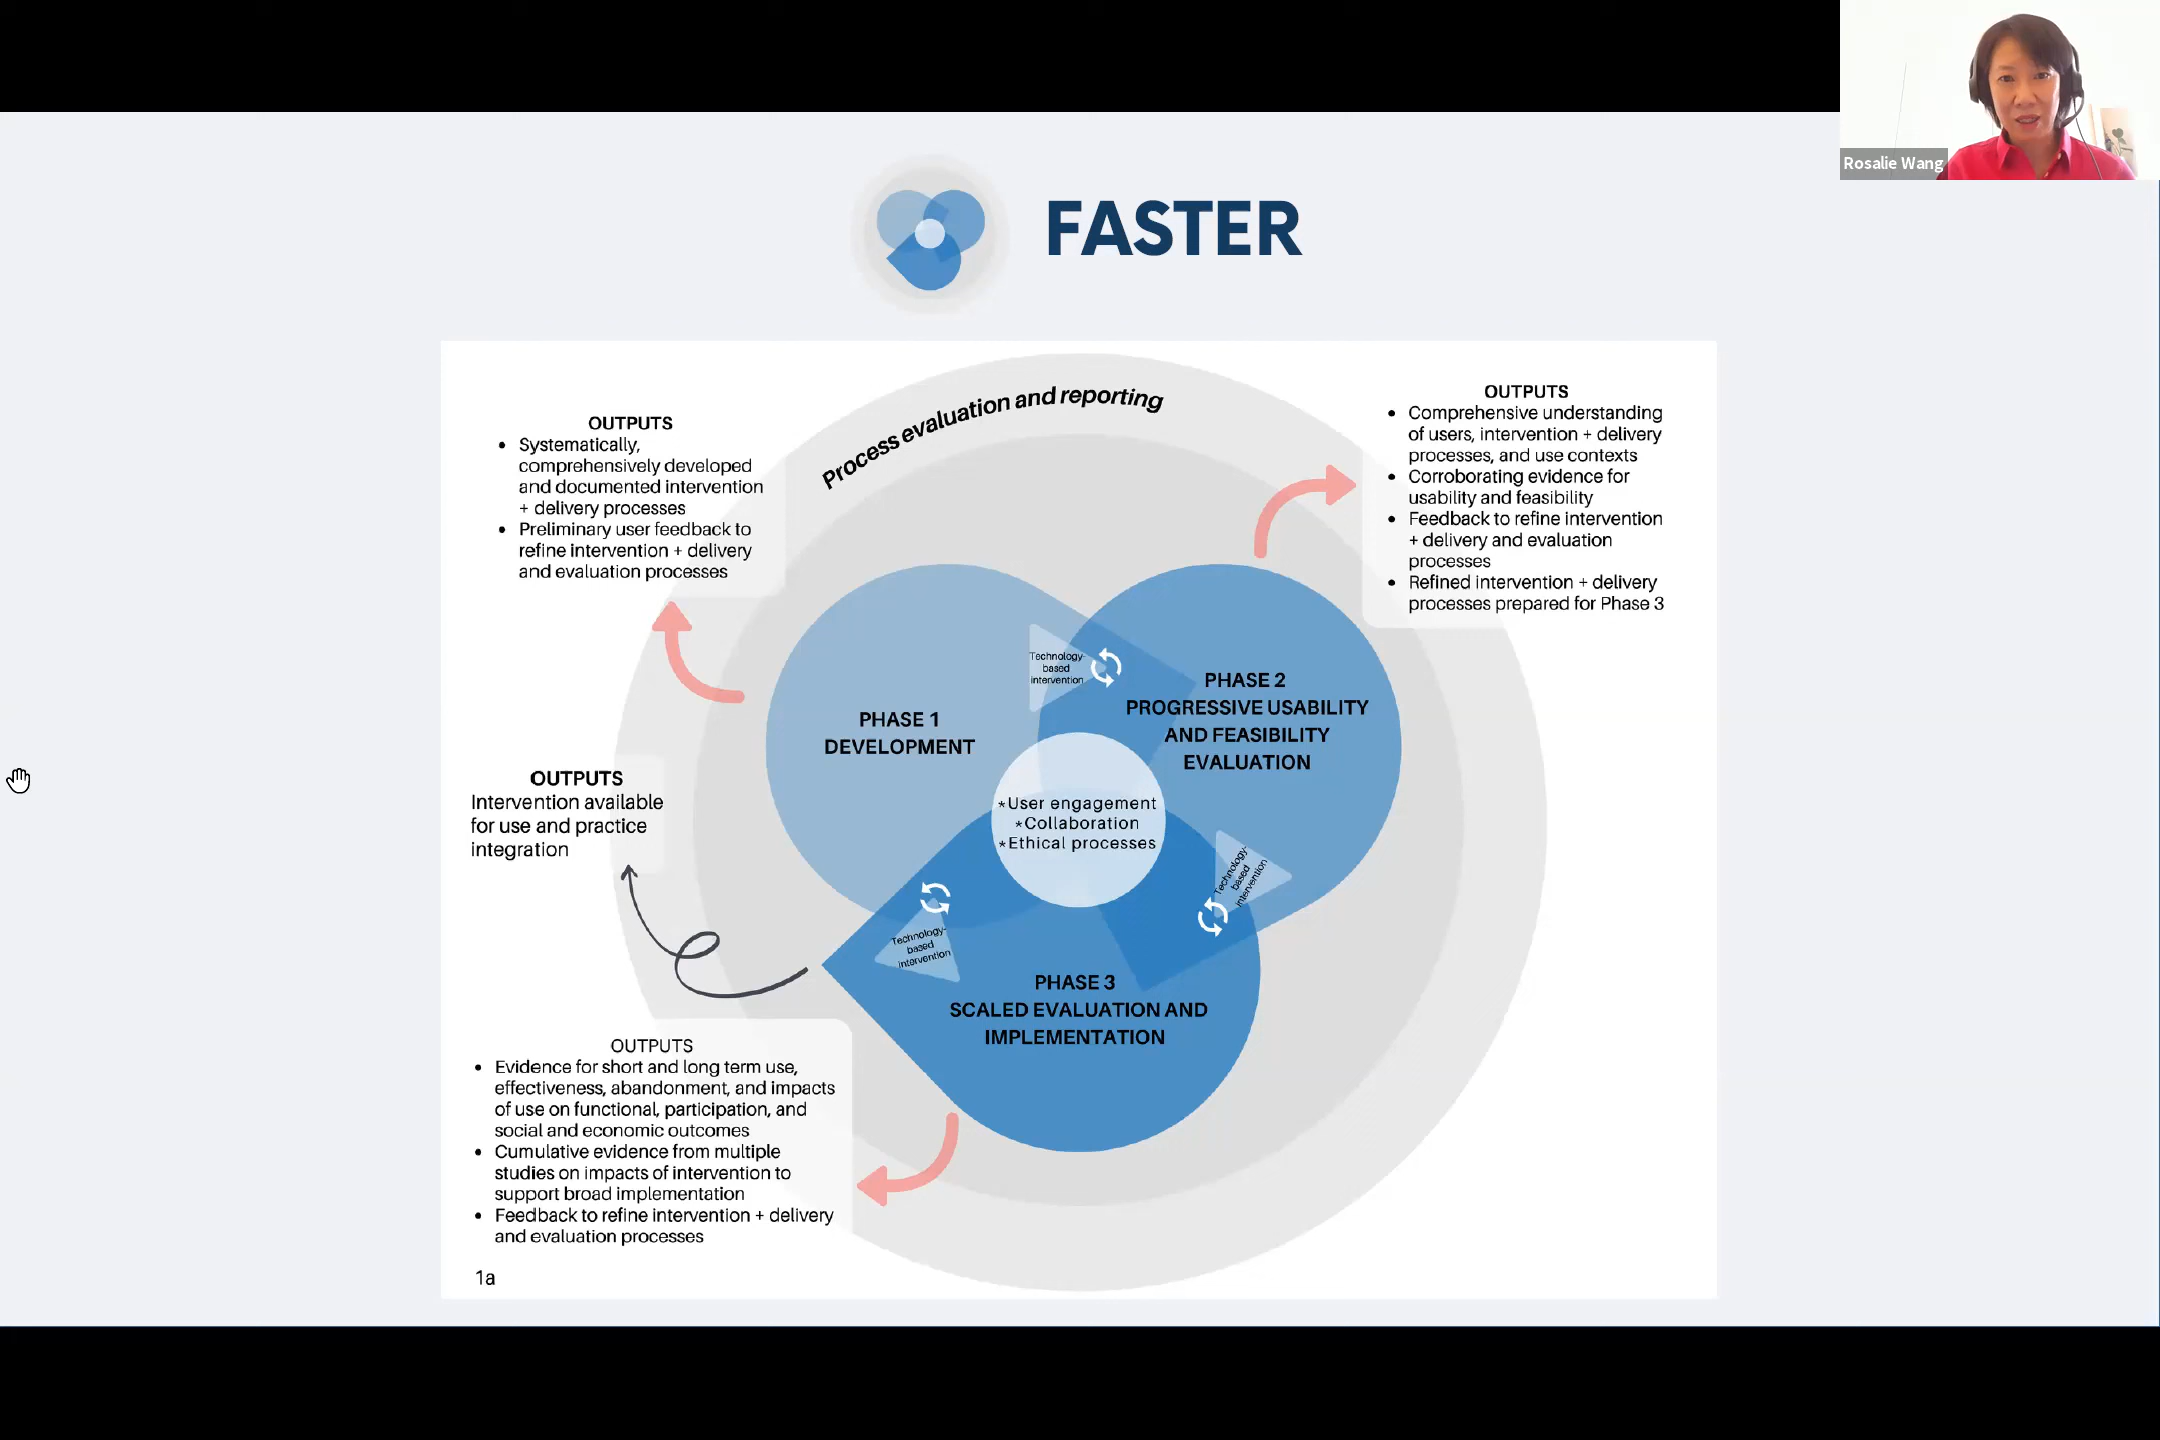 Rosalie Wang
FASTER
Process evaluation and reporting
OUTPUTS
• Systematically,
comprehensively developed
and documented intervention
+ delivery processes
• Preliminary user feedback to
refine intervention + delivery
and evaluation processes
OUTPUTS
• Comprehensive understanding
of users, intervention + delivery
processes, and use contexts
• Corroborating evidence for
usability and feasibility
• Feedback to refine intervention
+ delivery and evaluation
processes
• Refined intervention + delivery
processes prepared for Phase 3
PHASE 1
DEVELOPMENT
Technology-
based
intervention
PHASE 2
PROGRESSIVE USABILITY
AND FEASIBILITY
EVALUATION
*User engagement
*Collaboration
*Ethical processes
Technology-
based
intervention
PHASE 3
SCALED EVALUATION AND
IMPLEMENTATION
Technology-
based
intervention
OUTPUTS
Intervention available
for use and practice
integration
OUTPUTS
• Evidence for short and long term use,
effectiveness, abandonment, and impacts
of use on functional, participation, and
social and economic outcomes
• Cumulative evidence from multiple
studies on impacts of intervention to
support broad implementation
• Feedback to refine intervention + delivery
and evaluation processes
1a